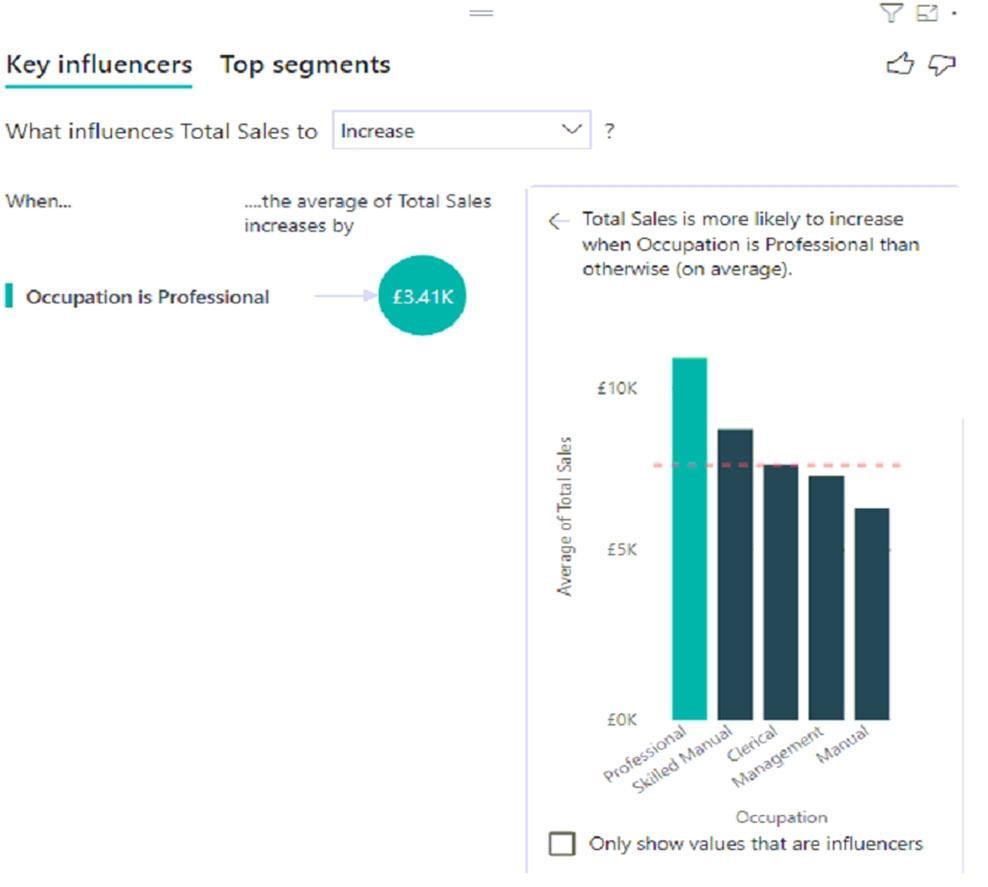 Key influencers Top segments
What influences Total Sales to Increase ?
When...
....the average of Total Sales
increases by
Occupation is Professional £3.41K
Total Sales is more likely to increase
when Occupation is Professional than
otherwise (on average).
£10K
£5K
£0K
Average of Total Sales
Professional
Skilled Manual
Clerical
Management
Manual
Occupation
Only show values that are influencers